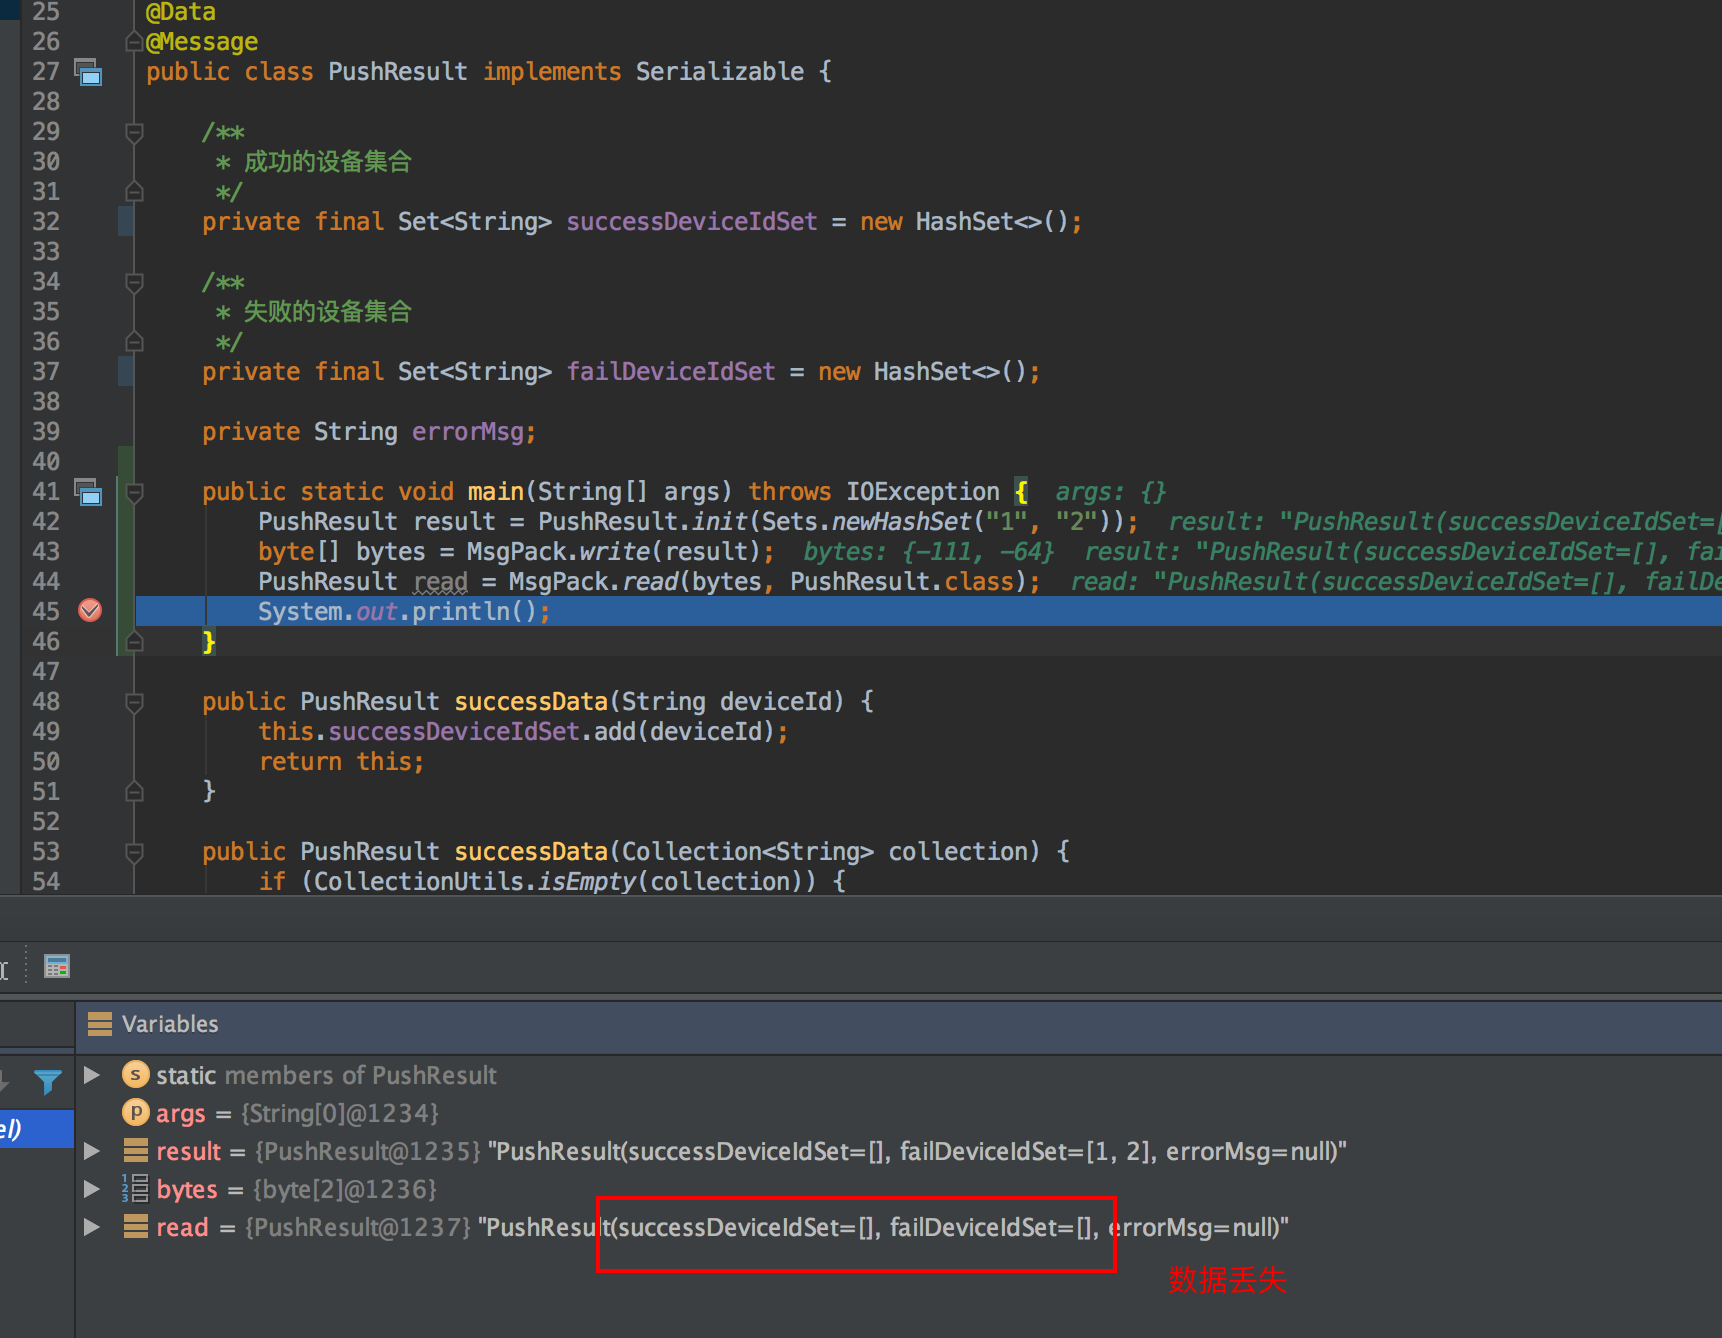 25 @Data
26 @Message
27 public class PushResult implements Serializable {
28
29 /**
30 * 成功的设备集合
31 */
32 private final Set<String> successDeviceIdSet = new HashSet<>();
33
34 /**
35 * 失败的设备集合
36 */
37 private final Set<String> failDeviceIdSet = new HashSet<>();
38
39 private String errorMsg;
40
41 public static void main(String[] args) throws IOException { args: {}
42 PushResult result = PushResult.init(Sets.newHashSet("1", "2")); result: "PushResult(successDeviceIdSet=[
43 byte[] bytes = MsgPack.write(result); bytes: {-111, -64} result: "PushResult(successDeviceIdSet=[], fai
44 PushResult read = MsgPack.read(bytes, PushResult.class); read: "PushResult(successDeviceIdSet=[], failDe
45 System.out.println();
46 }
47
48 public PushResult successData(String deviceId) {
49 this.successDeviceIdSet.add(deviceId);
50 return this;
51 }
52
53 public PushResult successData(Collection<String> collection) {
54 if (CollectionUtils.isEmpty(collection)) {
Variables
s static members of PushResult
p args = {String[0]@1234}
el)
result = {PushResult@1235} "PushResult(successDeviceIdSet=[], failDeviceIdSet=[1, 2], errorMsg=null)"
bytes = {byte[2]@1236}
read = {PushResult@1237} "PushResult(successDeviceIdSet=[], failDeviceIdSet=[], errorMsg=null)"
数据丢失